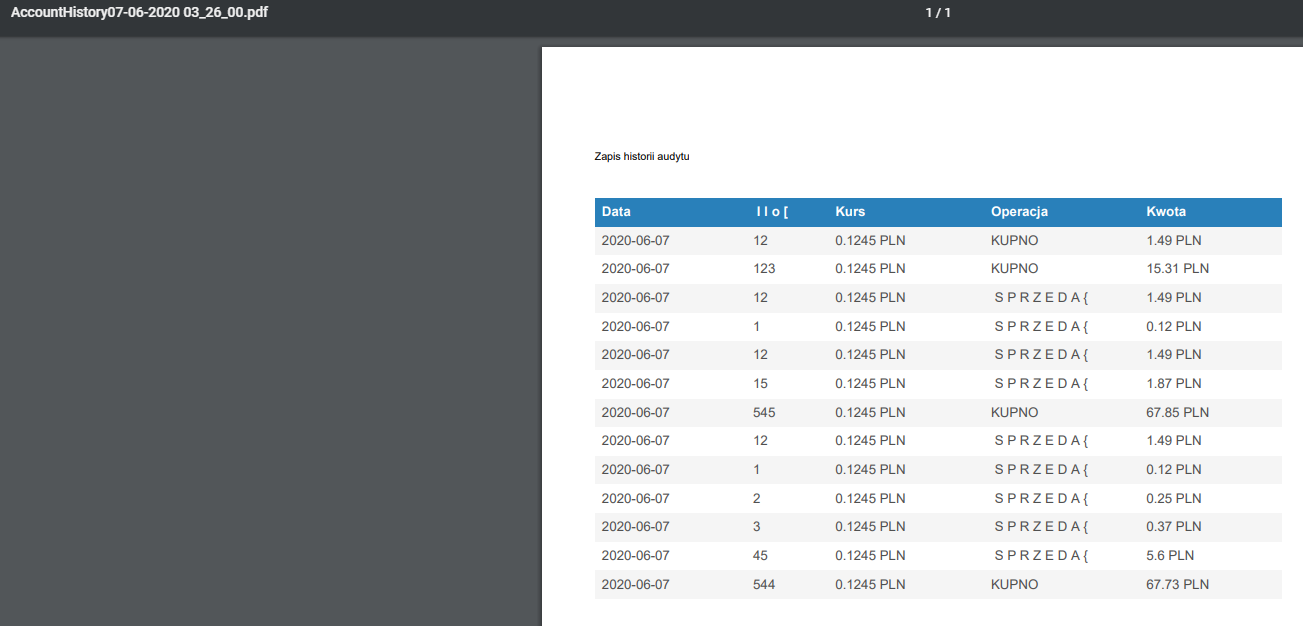 AccountHistory07-06-2020 03_26_00.pdf 1 / 1
Zapis historii audytu
Data I l o [ Kurs Operacja Kwota
2020-06-07 12 0.1245 PLN KUPNO 1.49 PLN
2020-06-07 123 0.1245 PLN KUPNO 15.31 PLN
2020-06-07 12 0.1245 PLN S P R Z E D A { 1.49 PLN
2020-06-07 1 0.1245 PLN S P R Z E D A { 0.12 PLN
2020-06-07 12 0.1245 PLN S P R Z E D A { 1.49 PLN
2020-06-07 15 0.1245 PLN S P R Z E D A { 1.87 PLN
2020-06-07 545 0.1245 PLN KUPNO 67.85 PLN
2020-06-07 12 0.1245 PLN S P R Z E D A { 1.49 PLN
2020-06-07 1 0.1245 PLN S P R Z E D A { 0.12 PLN
2020-06-07 2 0.1245 PLN S P R Z E D A { 0.25 PLN
2020-06-07 3 0.1245 PLN S P R Z E D A { 0.37 PLN
2020-06-07 45 0.1245 PLN S P R Z E D A { 5.6 PLN
2020-06-07 544 0.1245 PLN KUPNO 67.73 PLN